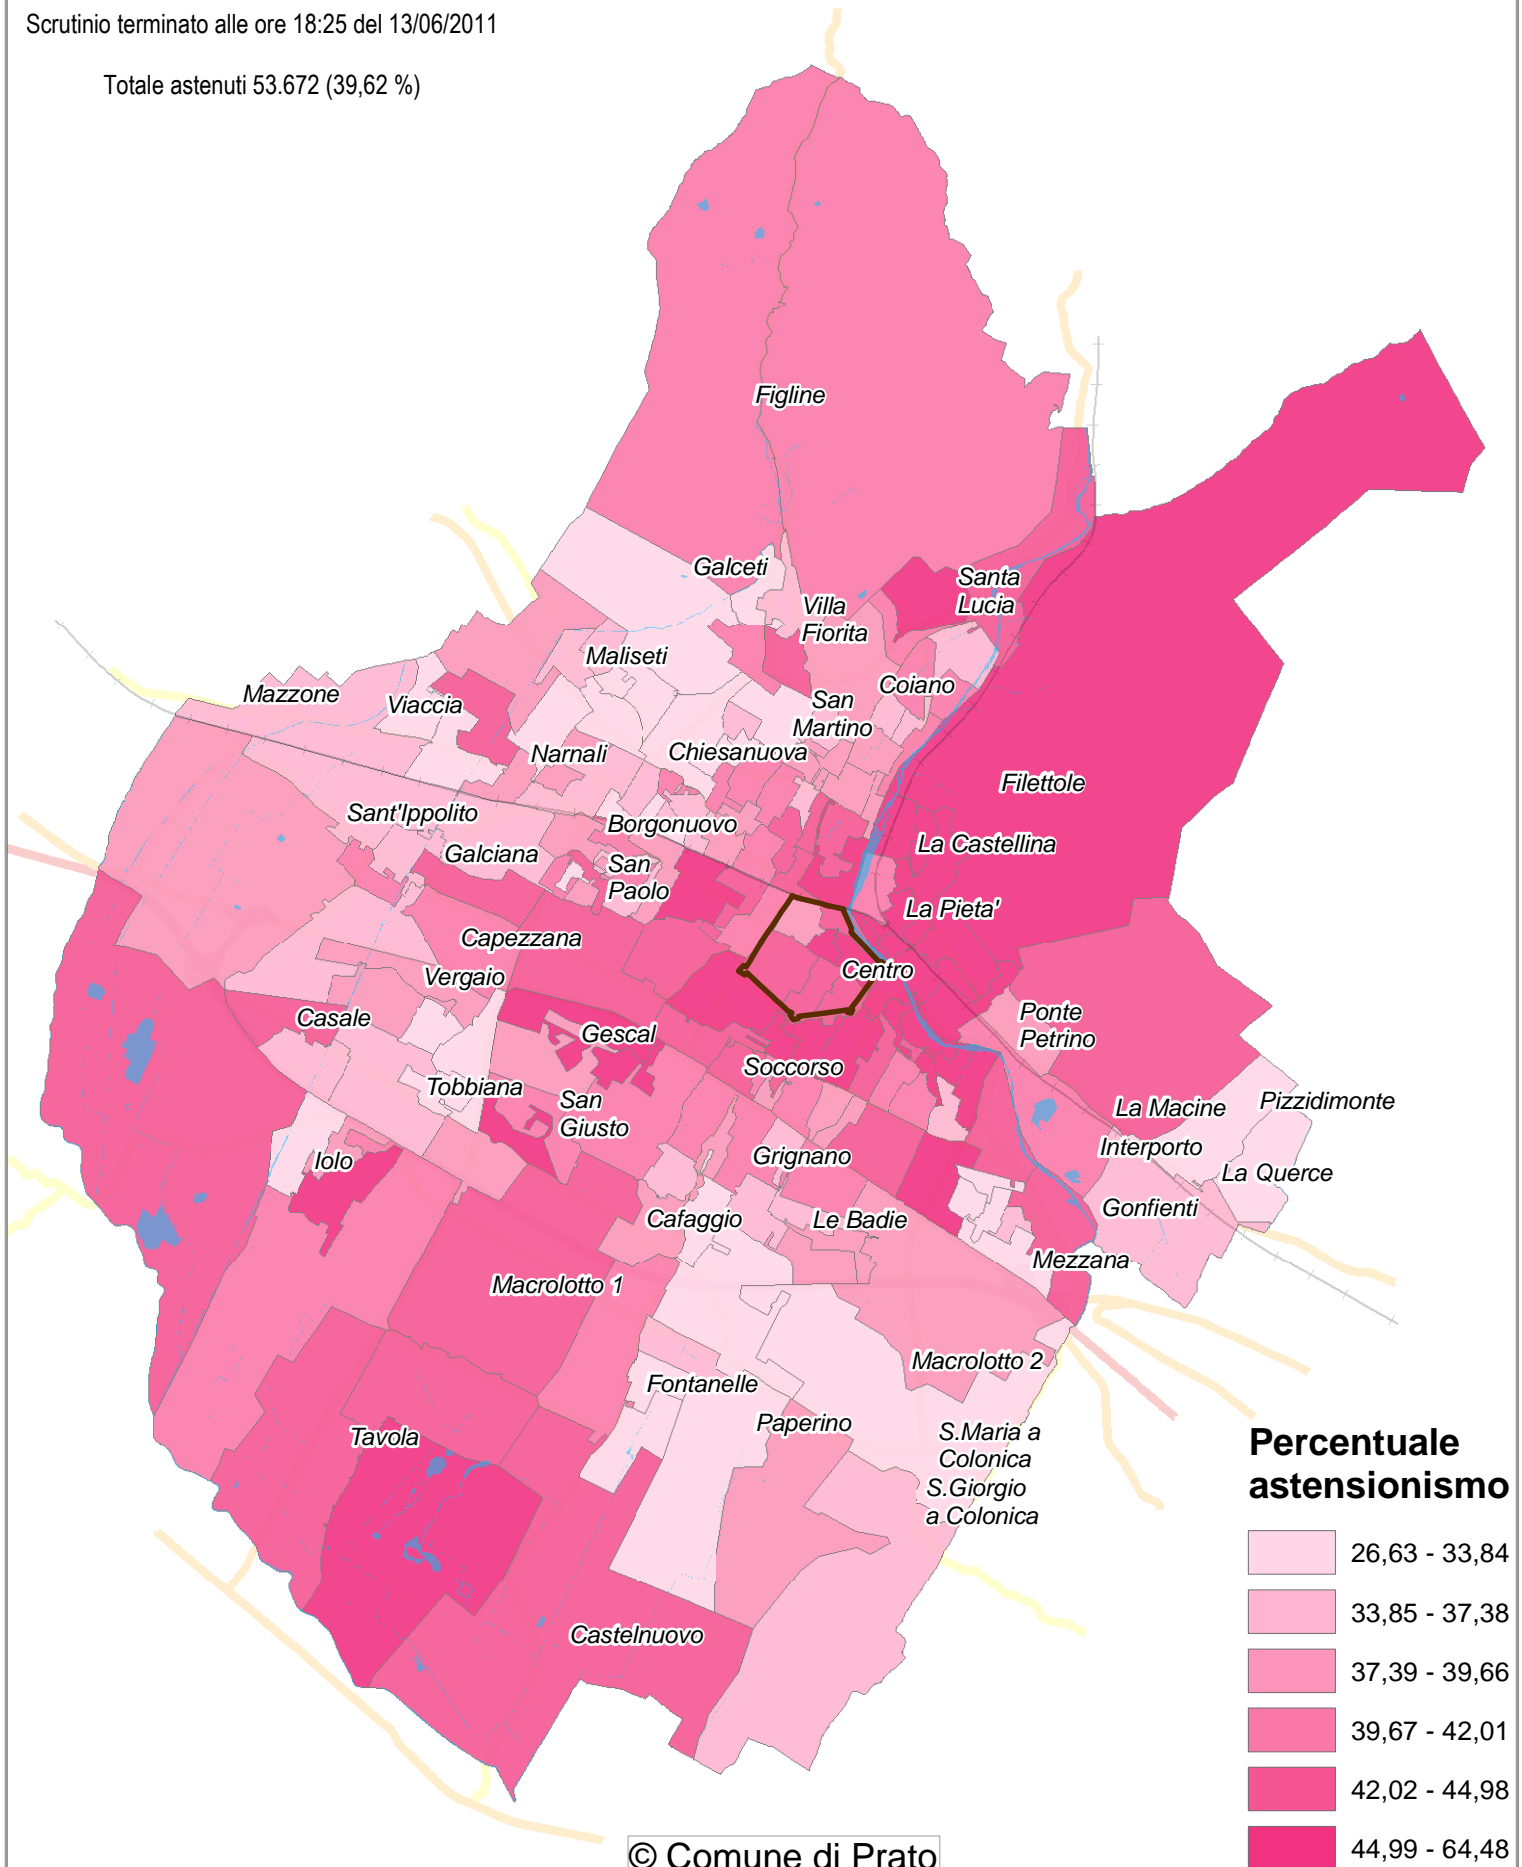 Scrutinio terminato alle ore 18:25 del 13/06/2011
Totale astenuti 53.672 (39,62 %)
Figline
Galceti
Santa
Lucia
Villa
Fiorita
Maliseti
Mazzone
Viaccia
Coiano
San
Martino
Narnali
Chiesanuova
Filettole
Sant'Ippolito
Borgonuovo
La Castellina
Galciana
San
Paolo
La Pieta'
Capezzana
Vergaio
Centro
Casale
Gescal
Ponte
Petrino
Soccorso
Tobbiana
San
Giusto
La Macine
Pizzidimonte
Iolo
Grignano
Interporto
La Querce
Cafaggio
Le Badie
Gonfienti
Mezzana
Macrolotto 1
Macrolotto 2
Fontanelle
Paperino
Tavola
S.Maria a
Colonica
S.Giorgio
a Colonica
Castelnuovo
Percentuale
astensionismo
26,63 - 33,84
33,85 - 37,38
37,39 - 39,66
39,67 - 42,01
42,02 - 44,98
44,99 - 64,48
© Comune di Prato